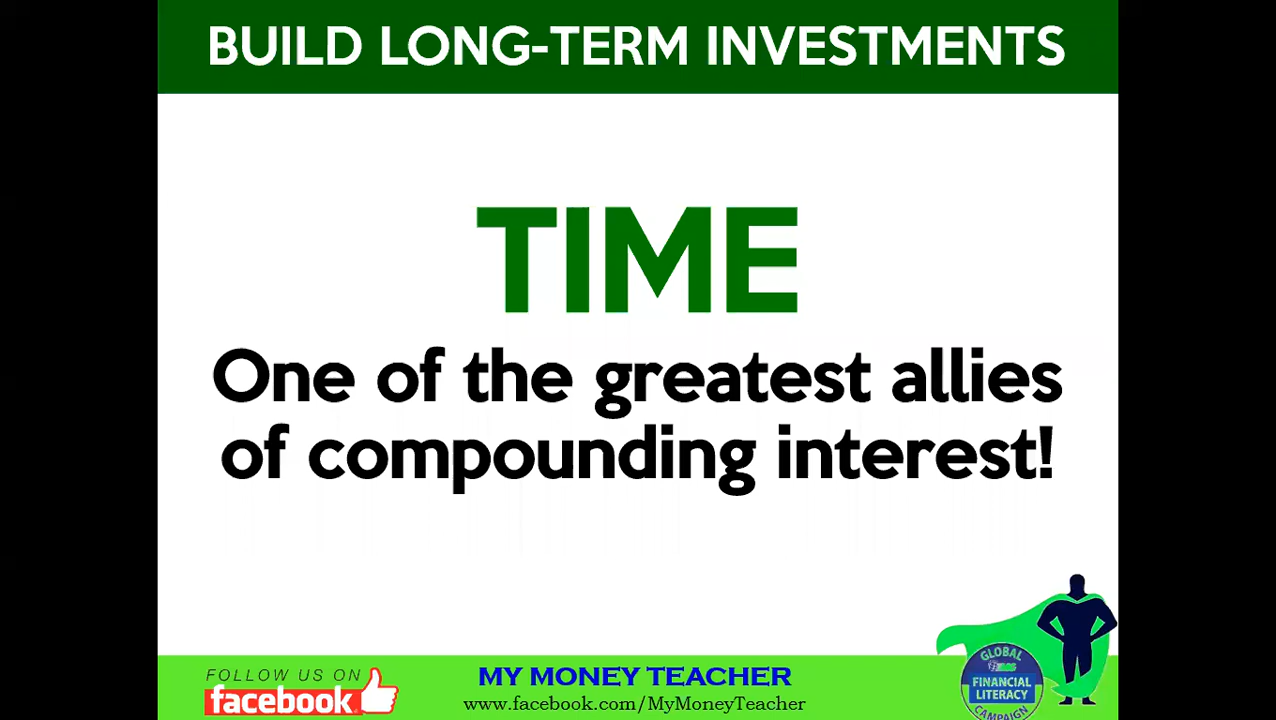 BUILD LONG-TERM INVESTMENTS
TIME
One of the greatest allies
of compounding interest!
FOLLOW US ON
facebook
MY MONEY TEACHER
www.facebook.com/MyMoneyTeacher
GLOBAL
FINANCIAL
LITERACY
CAMPAIGN